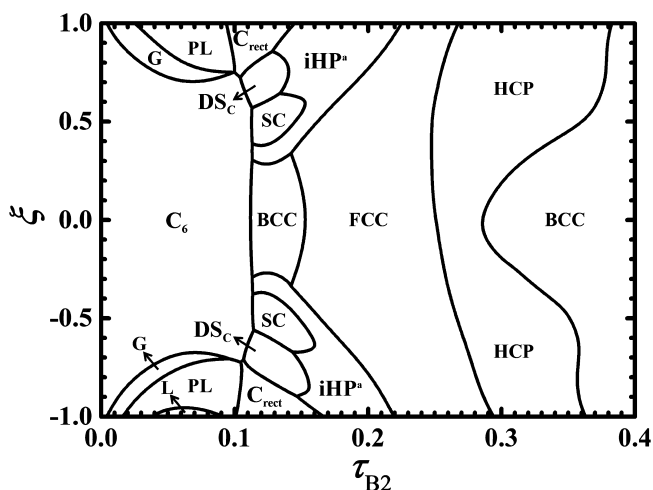 1.0
0.5
0.0
-0.5
-1.0
ξ
G
PL
C_rect
iHP^a
DS_C
SC
HCP
C_6
BCC
FCC
BCC
DS_C
SC
G
L
PL
C_rect
iHP^a
HCP
0.0 0.1 0.2 0.3 0.4
τ_B2